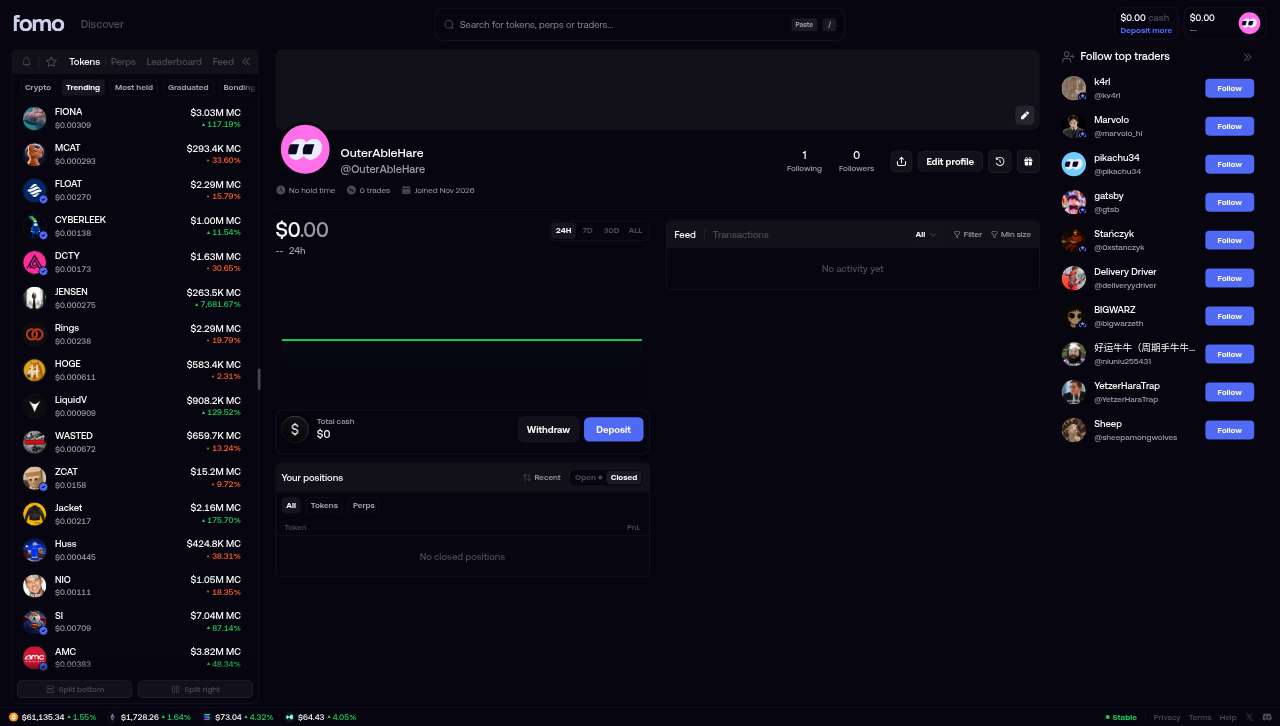 fomo
Discover
Search for tokens, perps or traders...
Paste
/
$0.00 cash
Deposit more
$0.00
—
Tokens Perps Leaderboard Feed
Crypto Trending Most held Graduated Bonding
FIONA $3.03M MC
$0.00309 117.19%
MCAT $293.4K MC
$0.000293 33.60%
FLOAT $2.29M MC
$0.00270 15.79%
CYBERLEEK $1.00M MC
$0.00138 11.54%
DCTY $1.63M MC
$0.00173 30.65%
JENSEN $263.5K MC
$0.000275 7,681.67%
Rings $2.29M MC
$0.00238 19.79%
HOGE $583.4K MC
$0.000611 2.31%
LiquidV $908.2K MC
$0.000909 129.52%
WASTED $659.7K MC
$0.000672 13.24%
ZCAT $15.2M MC
$0.0158 9.72%
Jacket $2.16M MC
$0.00217 175.70%
Huss $424.8K MC
$0.000445 38.31%
NIO $1.05M MC
$0.00111 18.35%
SI $7.04M MC
$0.00709 87.14%
AMC $3.82M MC
$0.00383 48.34%
Split bottom Split right
OuterAbleHare
@OuterAbleHare
1
Following
0
Followers
Edit profile
No hold time 0 trades Joined Nov 2026
$0.00
-- 24h
24H 7D 30D ALL
Total cash
$0
Withdraw Deposit
Your positions
Recent Open Closed
All Tokens Perps
Token PnL
No closed positions
Feed Transactions All Filter Min size
No activity yet
Follow top traders
k4rl
@kv4rl
Follow
Marvolo
@marvolo_hl
Follow
pikachu34
@pikachu34
Follow
gatsby
@gtsb
Follow
Stańczyk
@0xstanczyk
Follow
Delivery Driver
@deliveryydriver
Follow
BIGWARZ
@bigwarzeth
Follow
好运牛牛（周期手牛牛...
@niuniu255431
Follow
YetzerHaraTrap
@YetzerHaraTrap
Follow
Sheep
@sheepamongwolves
Follow
$61,135.34 1.55% $1,728.26 1.64% $73.04 4.32% $64.43 4.05%
Stable Privacy Terms Help